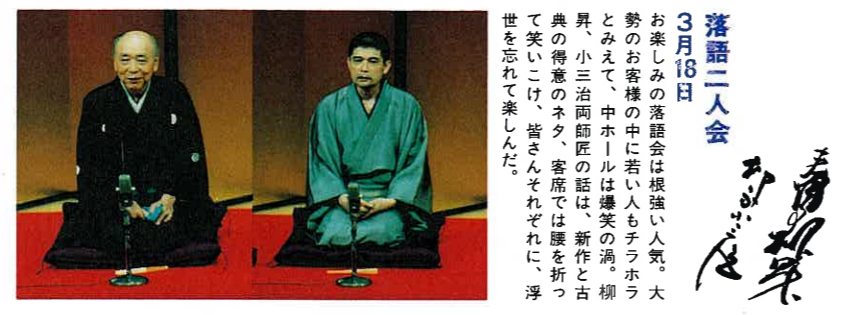 落語二人会
3月18日
お楽しみの落語会は根強い人気。大
勢のお客様の中に若い人もチラホラ
とみえて、中ホールは爆笑の渦。柳
昇、小三治両師匠の話は、新作と古
典の得意のネタ、客席では腰を折っ
て笑いこけ、皆さんそれぞれに、浮
世を忘れて楽しんだ。